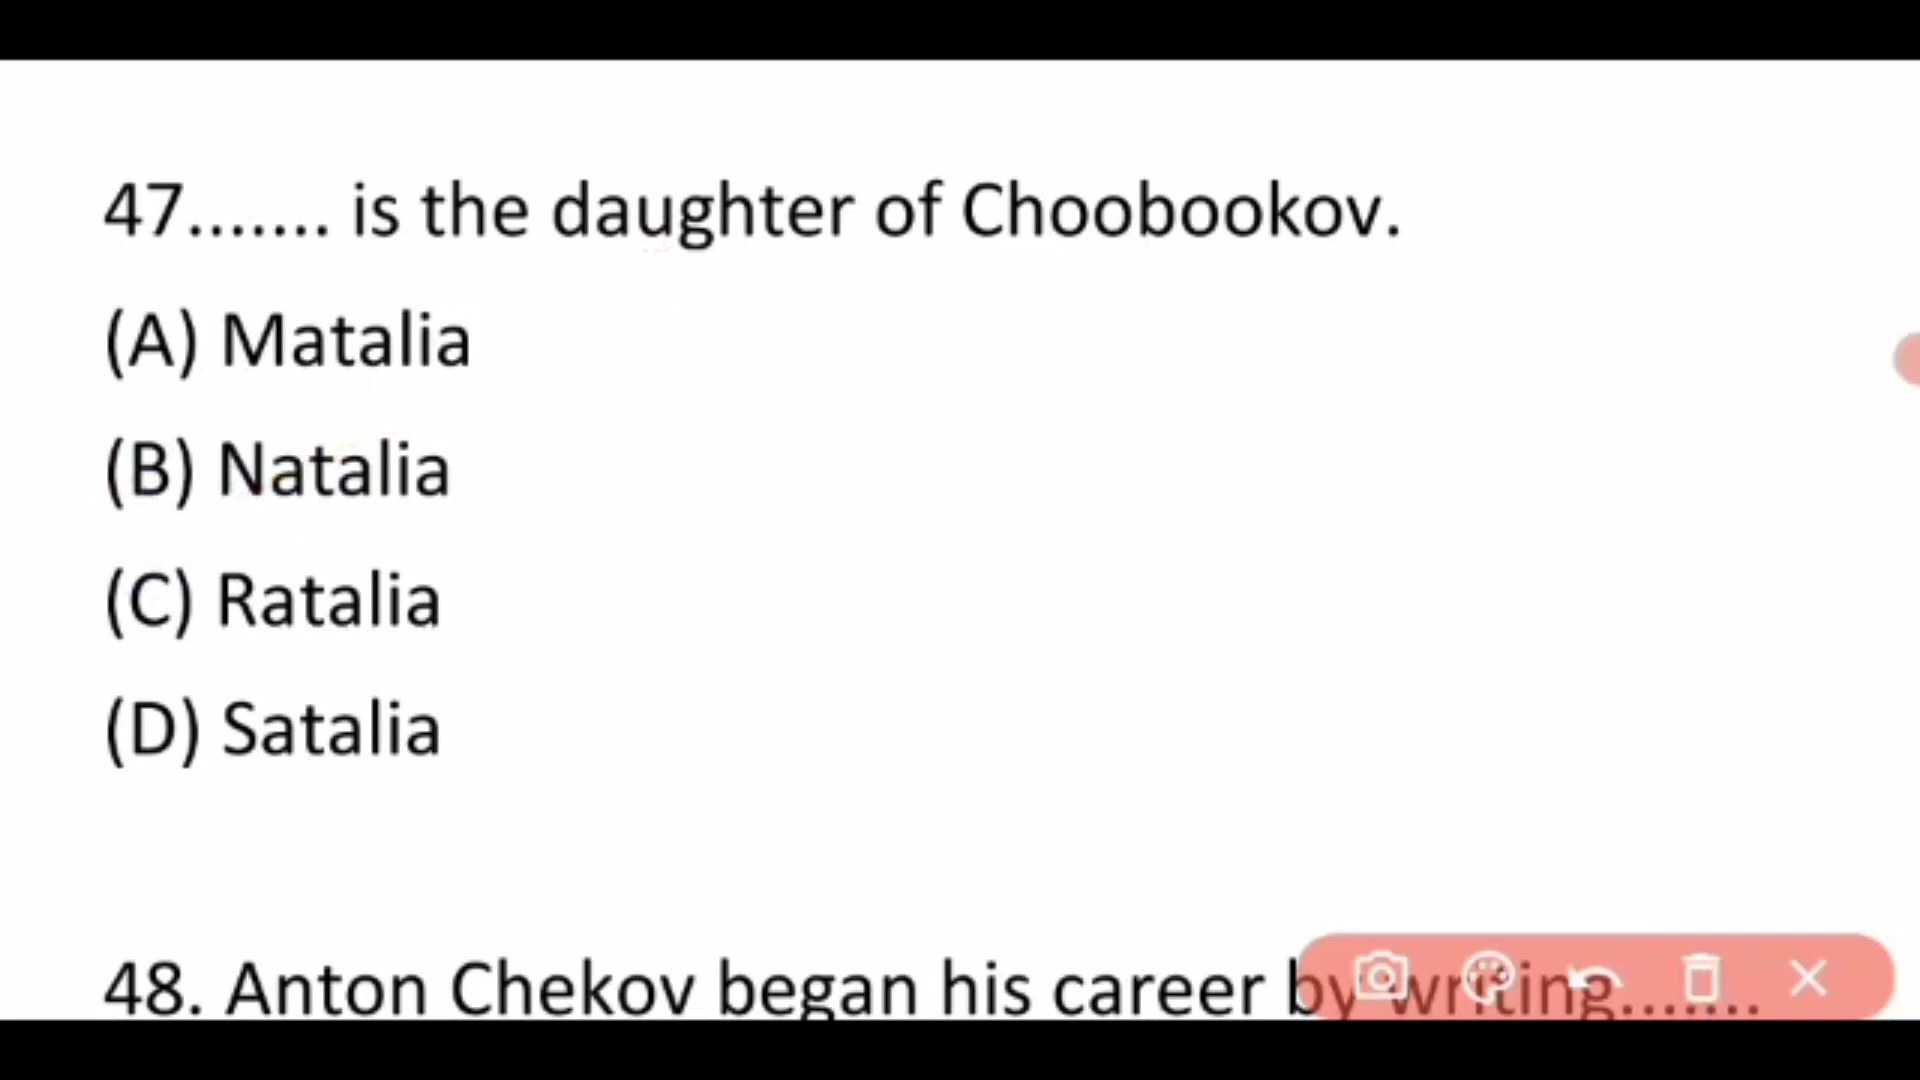 47....... is the daughter of Choobookov.
(A) Matalia
(B) Natalia
(C) Ratalia
(D) Satalia
48. Anton Chekov began his career by writing.......